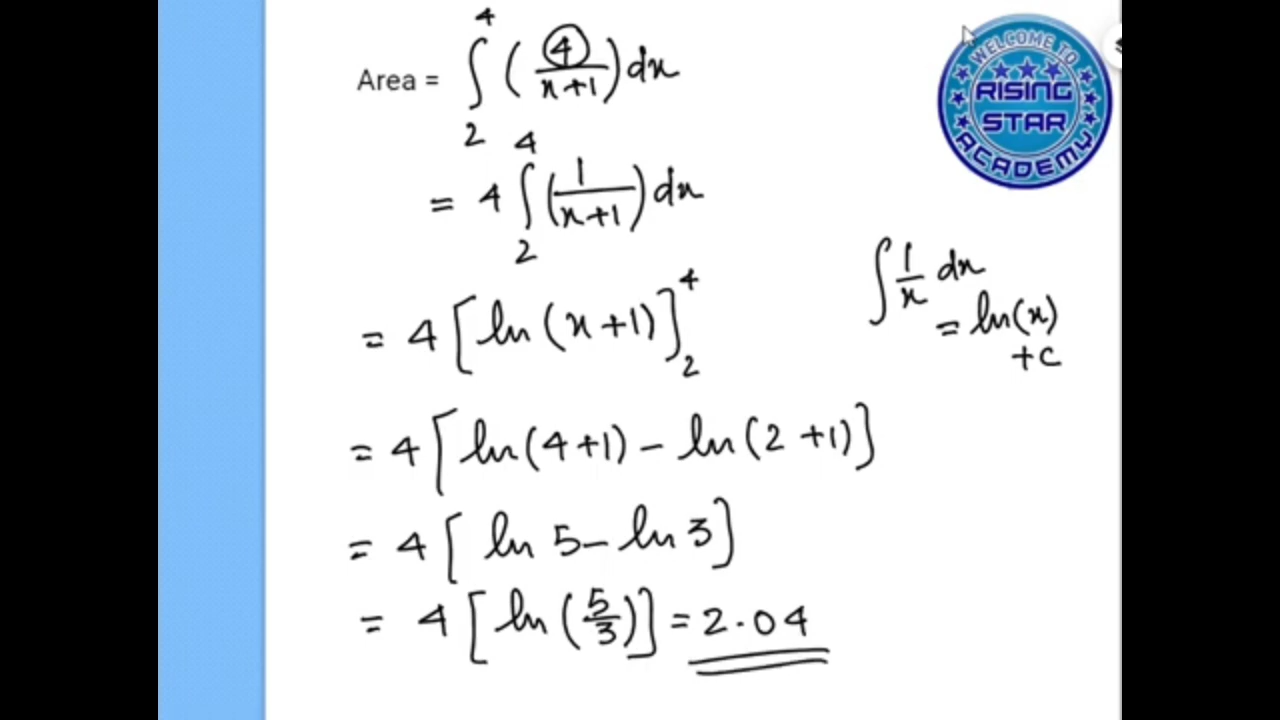 Area = ∫₂⁴ (4/(x+1)) dx
= 4 ∫₂⁴ (1/(x+1)) dx
= 4 [ln (x+1)]₂⁴
∫ 1/x dx
= ln(x)
+ c
= 4 [ln(4+1) - ln(2+1)]
= 4 [ln 5 - ln 3]
= 4 [ln (5/3)] = 2.04
WELCOME TO
RISING
STAR
ACADEMY